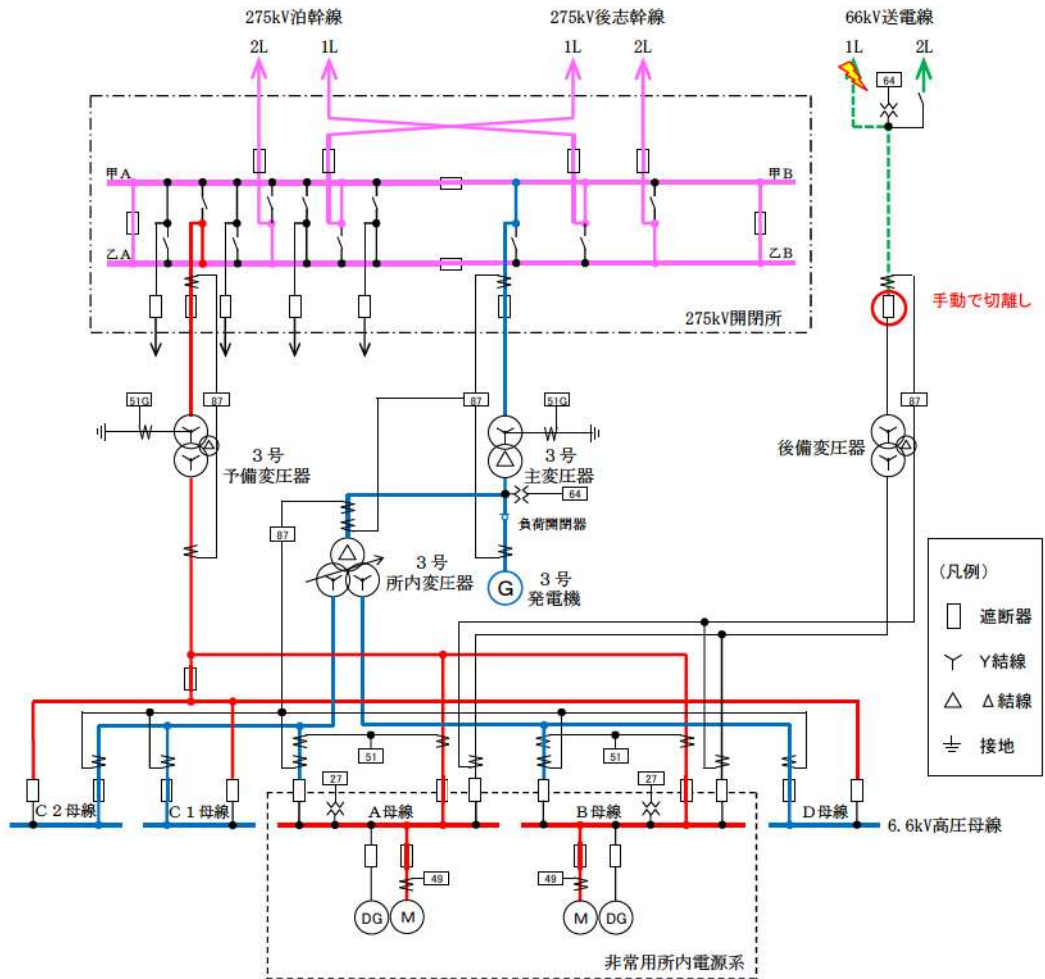 275kV泊幹線
275kV後志幹線
66kV送電線
2L
1L
1L
2L
1L
2L
64
甲A
甲B
乙A
乙B
手動で切離し
275kV開閉所
51G
87
87
51G
87
3号
予備変圧器
3号
主変圧器
後備変圧器
64
負荷開閉器
87
3号
所内変圧器
G
3号
発電機
(凡例)
遮断器
Y結線
Δ結線
接地
51
51
27
27
C2母線
C1母線
A母線
B母線
D母線
6.6kV高圧母線
49
49
DG
M
M
DG
非常用所内電源系